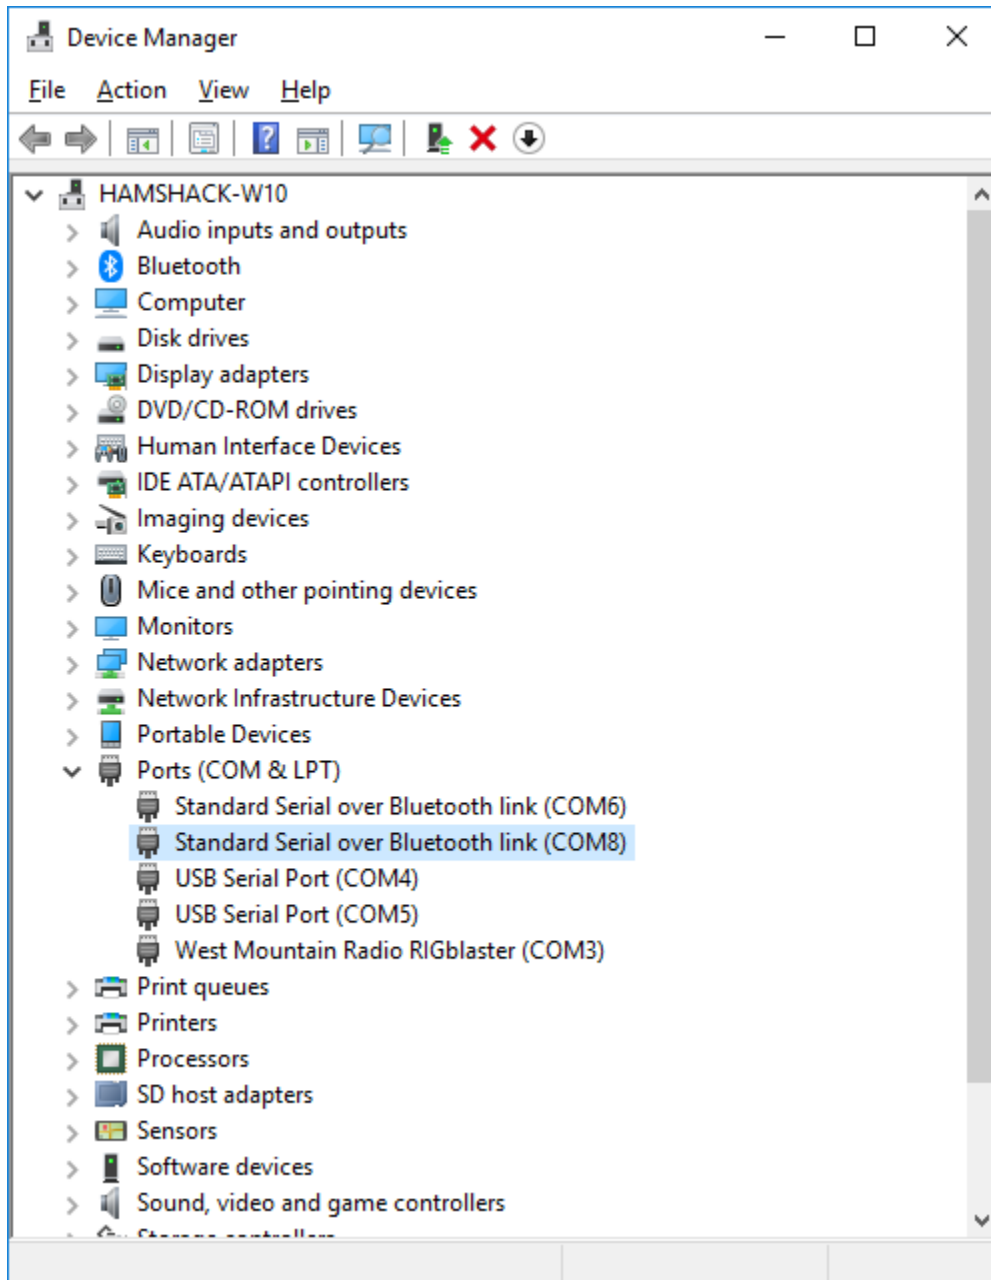 Device Manager
File Action View Help
HAMSHACK-W10
Audio inputs and outputs
Bluetooth
Computer
Disk drives
Display adapters
DVD/CD-ROM drives
Human Interface Devices
IDE ATA/ATAPI controllers
Imaging devices
Keyboards
Mice and other pointing devices
Monitors
Network adapters
Network Infrastructure Devices
Portable Devices
Ports (COM & LPT)
Standard Serial over Bluetooth link (COM6)
Standard Serial over Bluetooth link (COM8)
USB Serial Port (COM4)
USB Serial Port (COM5)
West Mountain Radio RIGblaster (COM3)
Print queues
Printers
Processors
SD host adapters
Sensors
Software devices
Sound, video and game controllers
Storage controllers